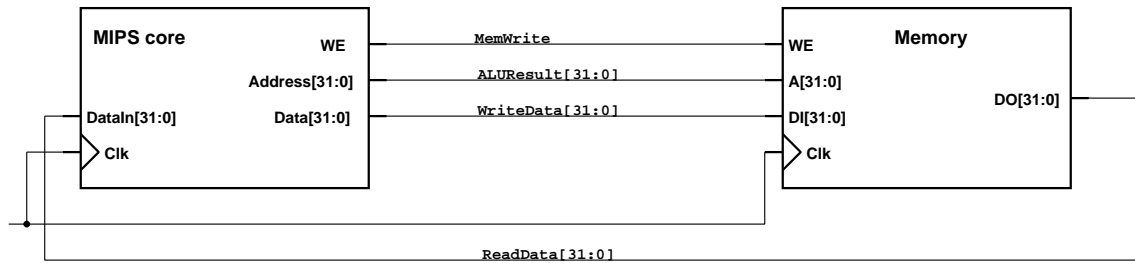 MIPS core
WE
Address[31:0]
DataIn[31:0]
Data[31:0]
Clk
MemWrite
ALUResult[31:0]
WriteData[31:0]
Memory
WE
A[31:0]
DO[31:0]
DI[31:0]
Clk
ReadData[31:0]